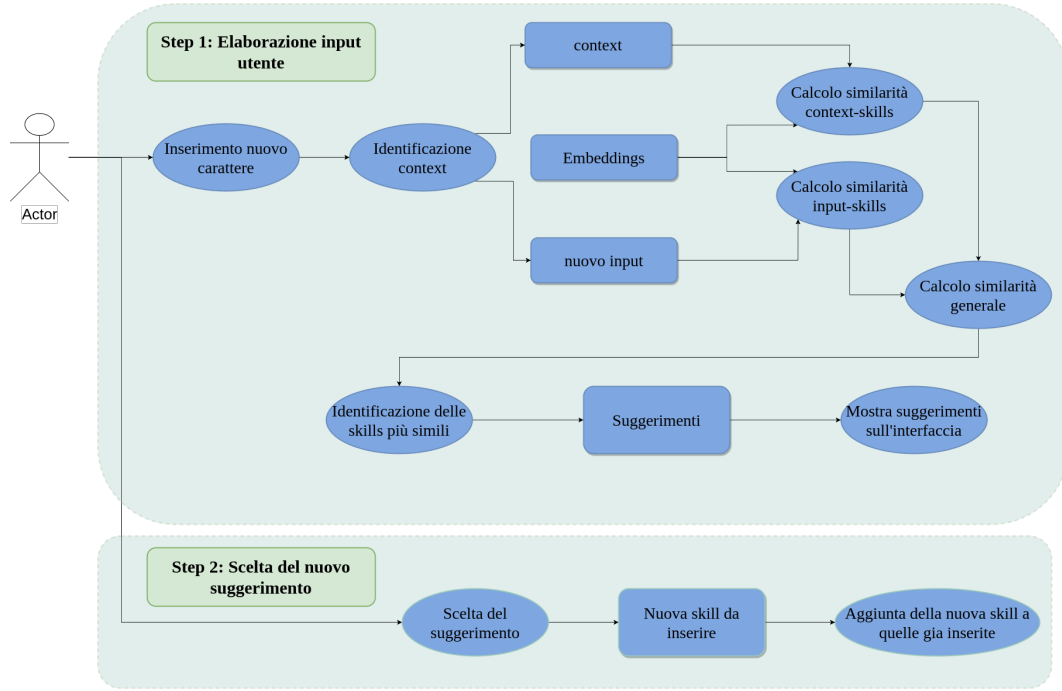 Step 1: Elaborazione input
utente
context
Calcolo similarità
context-skills
Actor
Inserimento nuovo
carattere
Identificazione
context
Embeddings
Calcolo similarità
input-skills
nuovo input
Calcolo similarità
generale
Identificazione delle
skills più simili
Suggerimenti
Mostra suggerimenti
sull'interfaccia
Step 2: Scelta del nuovo
suggerimento
Scelta del
suggerimento
Nuova skill da
inserire
Aggiunta della nuova skill a
quelle gia inserite